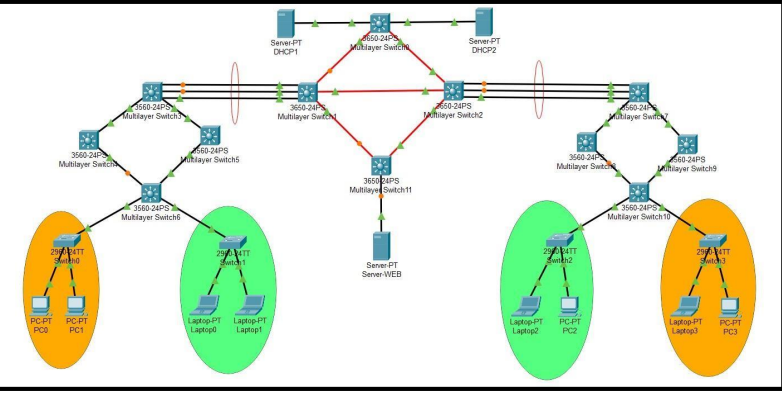 Server-PT
DHCP1
3650-24PS
Multilayer Switch0
Server-PT
DHCP2
3560-24PS
Multilayer Switch3
3650-24PS
Multilayer Switch1
3650-24PS
Multilayer Switch2
3560-24PS
Multilayer Switch7
3560-24PS
Multilayer Switch4
3560-24PS
Multilayer Switch5
3560-24PS
Multilayer Switch8
3560-24PS
Multilayer Switch9
3650-24PS
Multilayer Switch11
3560-24PS
Multilayer Switch6
3560-24PS
Multilayer Switch10
2960-24TT
Switch0
2960-24TT
Switch1
Server-PT
Server-WEB
2960-24TT
Switch2
2960-24TT
Switch3
PC-PT
PC0
PC-PT
PC1
Laptop-PT
Laptop0
Laptop-PT
Laptop1
Laptop-PT
Laptop2
PC-PT
PC2
Laptop-PT
Laptop3
PC-PT
PC3